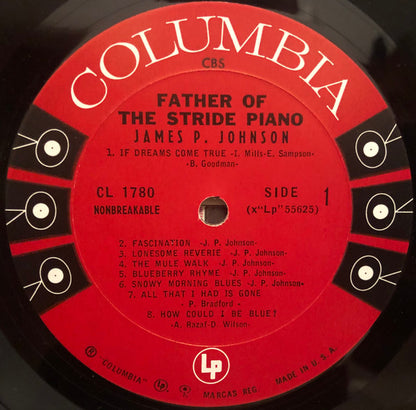 COLUMBIA
CBS
FATHER OF
THE STRIDE PIANO
JAMES P. JOHNSON
1. IF DREAMS COME TRUE -I. Mills-E. Sampson-
-B. Goodman-
CL 1780
SIDE 1
NONBREAKABLE
(x"Lp"55625)
2. FASCINATION -J. P. Johnson-
3. LONESOME REVERIE -J. P. Johnson-
4. THE MULE WALK -J. P. Johnson-
5. BLUEBERRY RHYME -J. P. Johnson-
6. SNOWY MORNING BLUES -J. P. Johnson-
7. ALL THAT I HAD IS GONE
- P. Bradford -
8. HOW COULD I BE BLUE?
-A. Razaf-D. Wilson-
Lp
® "COLUMBIA" MARCAS REG. MADE IN U. S. A.